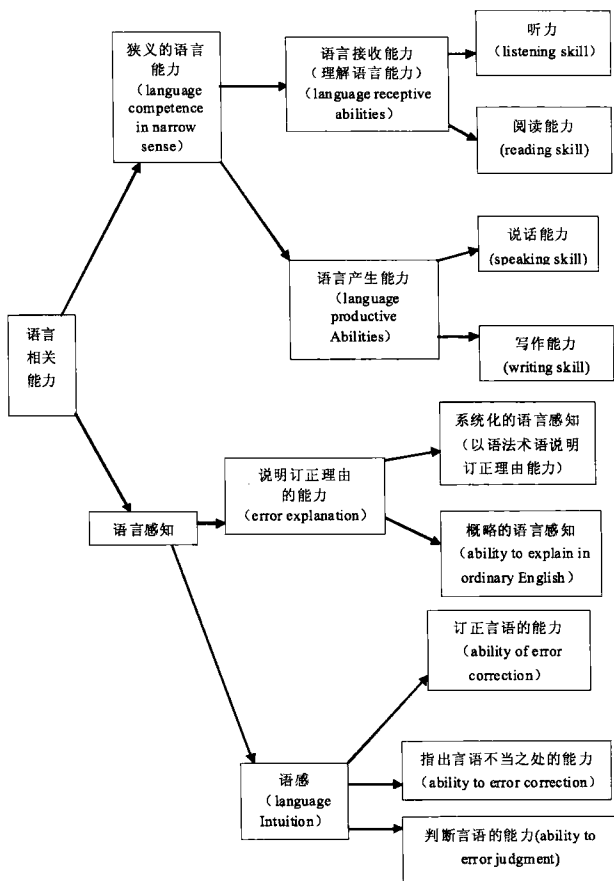 狭义的语言
能力
（language
competence
in narrow
sense）
语言接收能力
（理解语言能力）
（language receptive
abilities）
听力
（listening skill）
阅读能力
(reading skill)
语言产生能力
（language
productive
Abilities）
说话能力
(speaking skill)
写作能力
(writing skill)
语言
相关
能力
语言感知
说明订正理由
的能力
（error explanation）
系统化的语言感知
（以语法术语说明
订正理由能力）
概略的语言感知
（ability to explain in
ordinary English）
语感
（language
Intuition）
订正言语的能力
（ability of error
correction）
指出言语不当之处的能力
（ability to error correction）
判断言语的能力(ability to
error judgment)